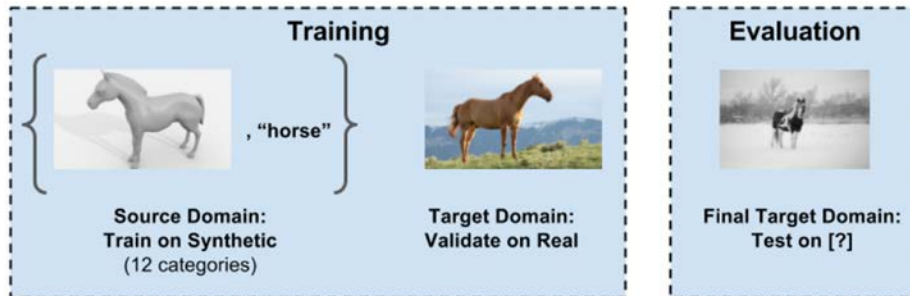 Training
, “horse”
Source Domain:
Train on Synthetic
(12 categories)
Target Domain:
Validate on Real
Evaluation
Final Target Domain:
Test on [?]